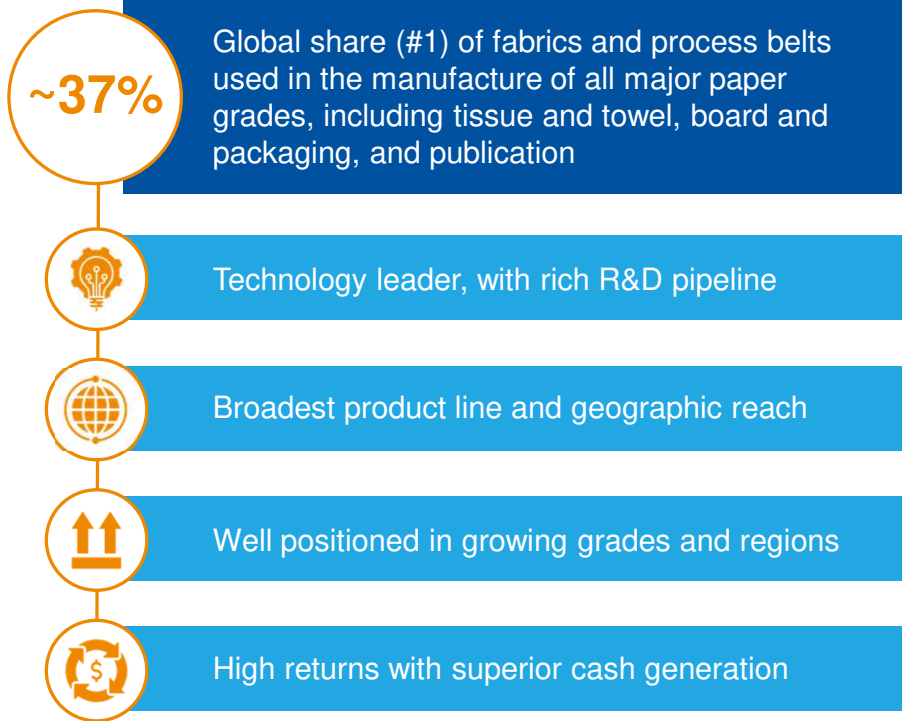 ~37%
Global share (#1) of fabrics and process belts
used in the manufacture of all major paper
grades, including tissue and towel, board and
packaging, and publication
Technology leader, with rich R&D pipeline
Broadest product line and geographic reach
Well positioned in growing grades and regions
$
High returns with superior cash generation